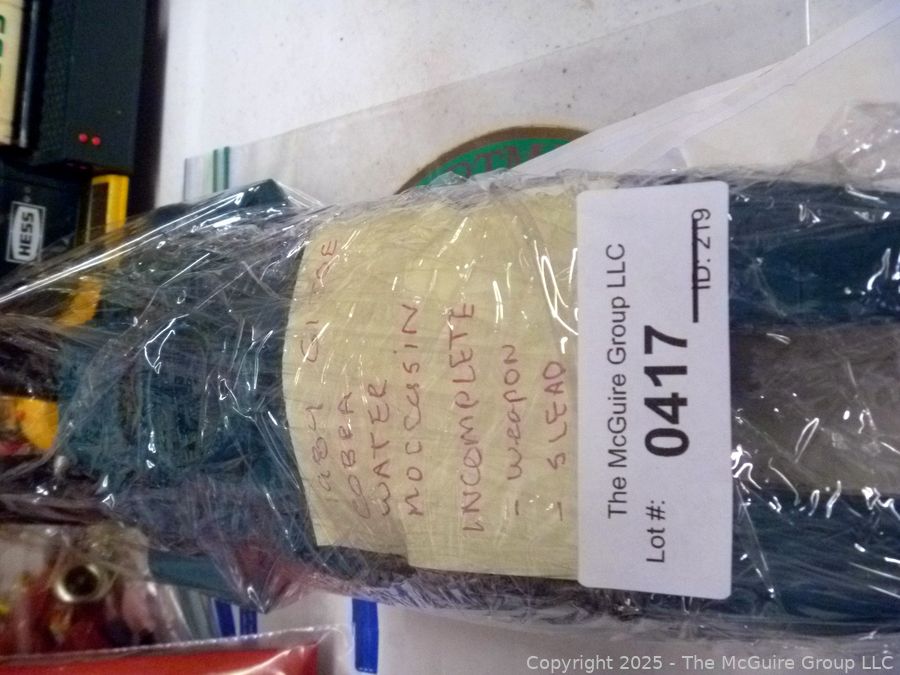 1984 GI JOE
COBRA
WATER
MOCCASIN
INCOMPLETE
- WEAPON
- SLEAD
The McGuire Group LLC
Lot #: 0417
ID: 219
HESS
Copyright 2025 - The McGuire Group LLC